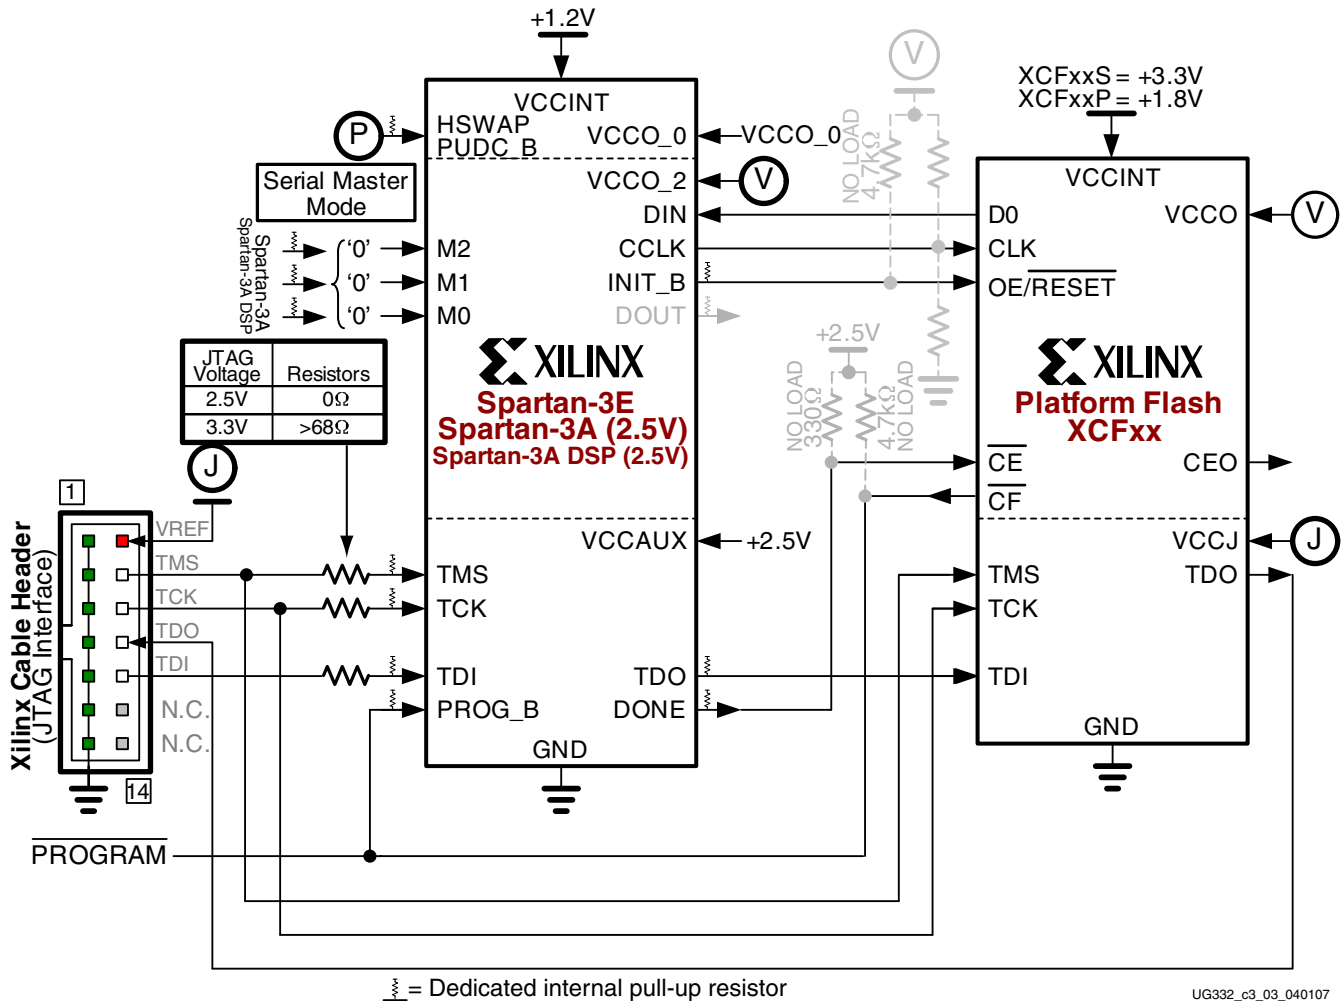 +1.2V
VCCINT
P
HSWAP
PUDC_B
VCCO_0
VCCO_0
Serial Master
Mode
VCCO_2
V
DIN
CCLK
INIT_B
DOUT
M2
M1
M0
'0'
'0'
'0'
Spartan-3A
Spartan-3A DSP
XILINX
Spartan-3E
Spartan-3A (2.5V)
Spartan-3A DSP (2.5V)
JTAG
Voltage
Resistors
2.5V
0Ω
3.3V
>68Ω
J
1
VREF
TMS
TCK
TDO
TDI
N.C.
N.C.
14
Xilinx Cable Header
(JTAG Interface)
TMS
TCK
TDI
PROG_B
VCCAUX
+2.5V
TDO
DONE
GND
PROGRAM
V
NO LOAD
4.7kΩ
+2.5V
NO LOAD
330Ω
4.7kΩ
NO LOAD
XCFxxS = +3.3V
XCFxxP = +1.8V
VCCINT
D0
VCCO
V
CLK
OE/RESET
XILINX
Platform Flash
XCFxx
CE
CEO
CF
VCCJ
J
TMS
TDO
TCK
TDI
GND
= Dedicated internal pull-up resistor
UG332_c3_03_040107